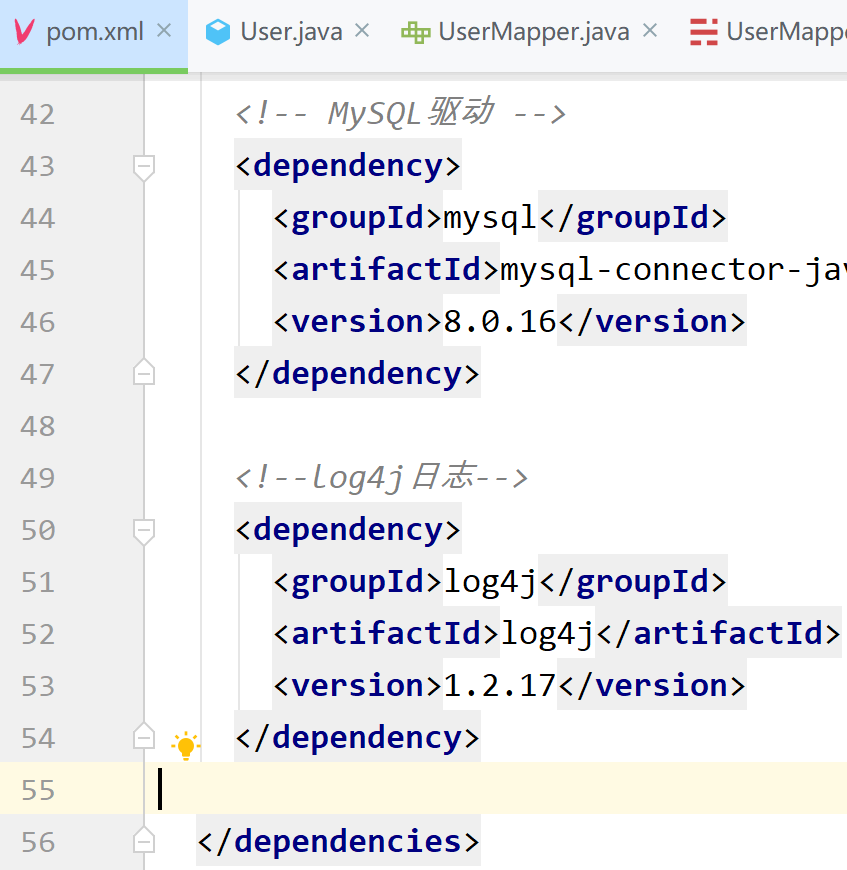 pom.xml × User.java × UserMapper.java × UserMappe
42 <!-- MySQL驱动 -->
43 <dependency>
44 <groupId>mysql</groupId>
45 <artifactId>mysql-connector-jav
46 <version>8.0.16</version>
47 </dependency>
48
49 <!--log4j日志-->
50 <dependency>
51 <groupId>log4j</groupId>
52 <artifactId>log4j</artifactId>
53 <version>1.2.17</version>
54 </dependency>
55
56 </dependencies>